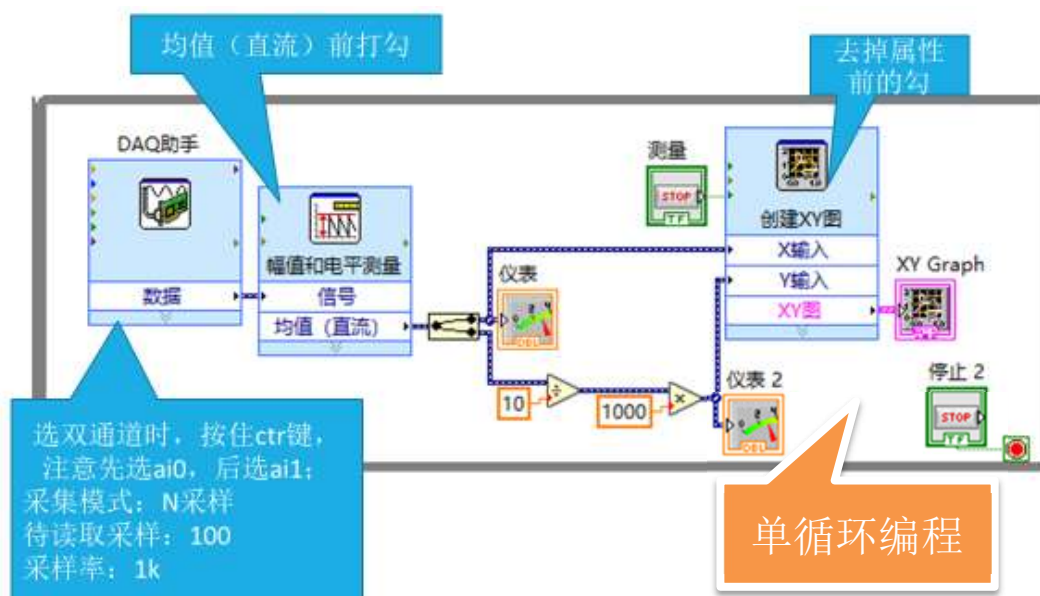 均值（直流）前打勾
去掉属性
前的勾
DAQ助手
数据
幅值和电平测量
信号
均值（直流）
仪表
DBL
10
1000
测量
STOP
TF
创建XY图
X输入
Y输入
XY图
XY Graph
仪表 2
DBL
停止 2
STOP
TF
选双通道时，按住ctr键，
注意先选ai0，后选ai1；
采集模式：N采样
待读取采样：100
采样率：1k
单循环编程